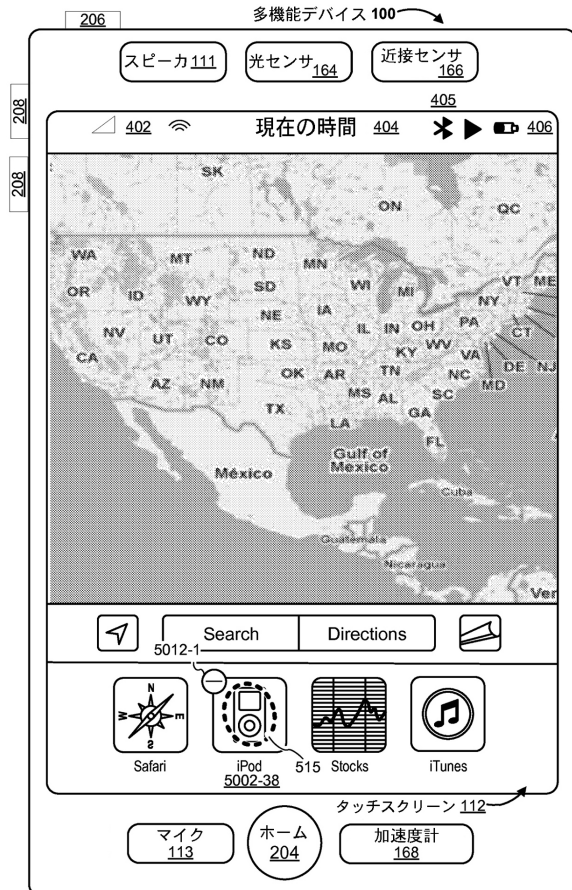 206
多機能デバイス 100
スピーカ111
光センサ
164
近接センサ
166
208
208
402
現在の時間 404
405
406
SK
ON
QC
WA
MT
ND
MN
OR
ID
WY
SD
WI
MI
VT
ME
NY
NE
IA
NV
UT
CO
KS
IL
IN
OH
PA
MO
KY
WV
CT
CA
AZ
NM
OK
AR
TN
VA
NC
DE
NJ
MD
TX
MS
AL
SC
GA
LA
FL
Gulf of
Mexico
México
Cuba
Guatemala
Nicaragua
Ver
Search
Directions
5012-1
N
W
E
S
Safari
iPod
5002-38
515
Stocks
iTunes
タッチスクリーン 112
マイク
113
ホーム
204
加速度計
168